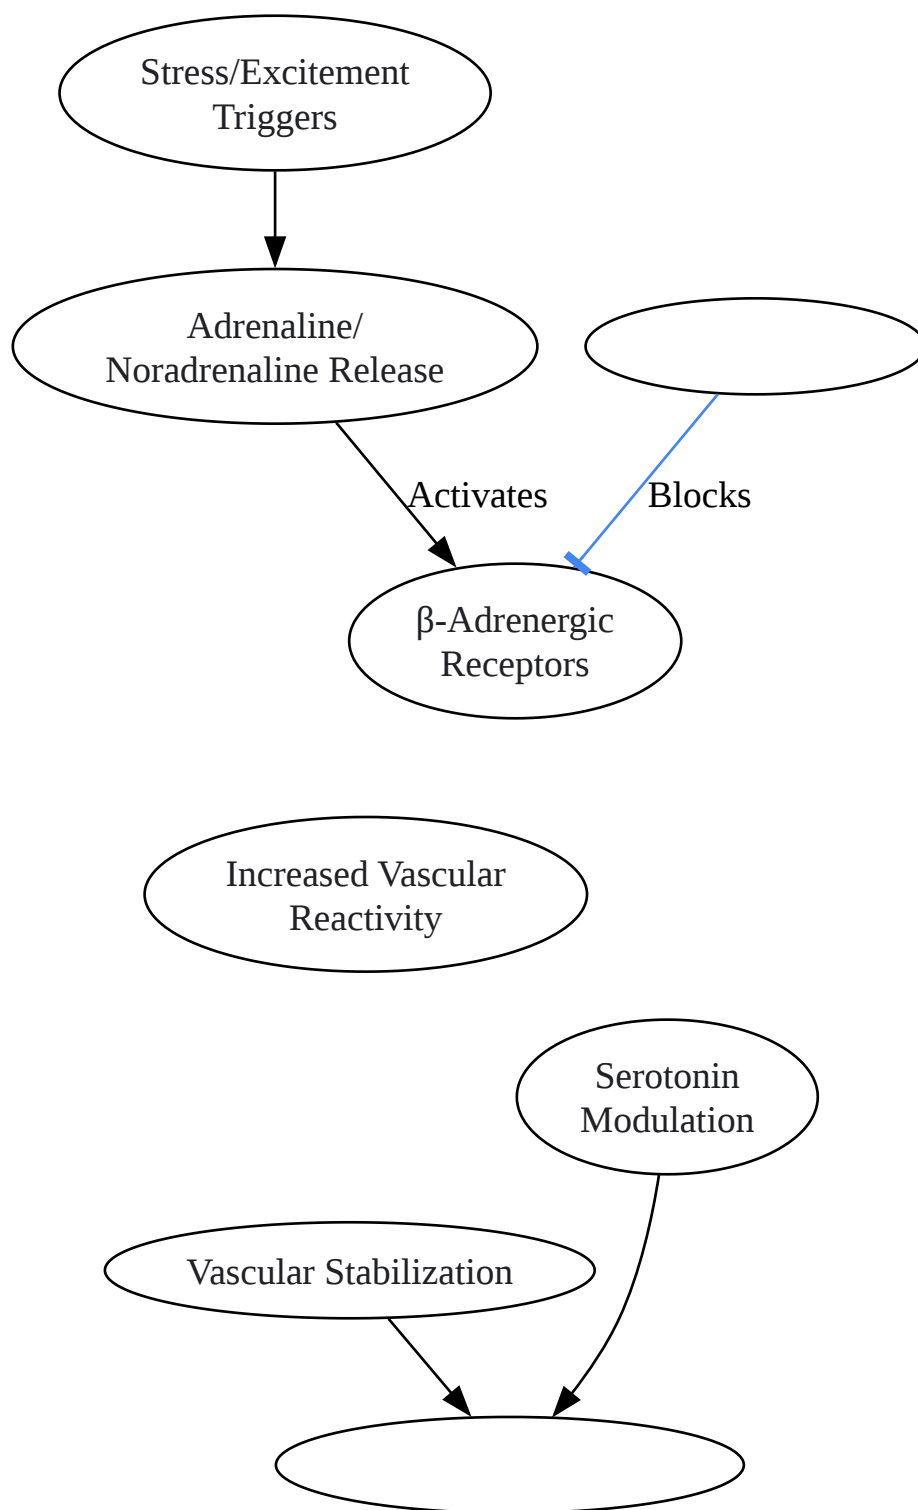 Stress/Excitement
Triggers
Adrenaline/
Noradrenaline Release
Activates
Blocks
β-Adrenergic
Receptors
Increased Vascular
Reactivity
Serotonin
Modulation
Vascular Stabilization